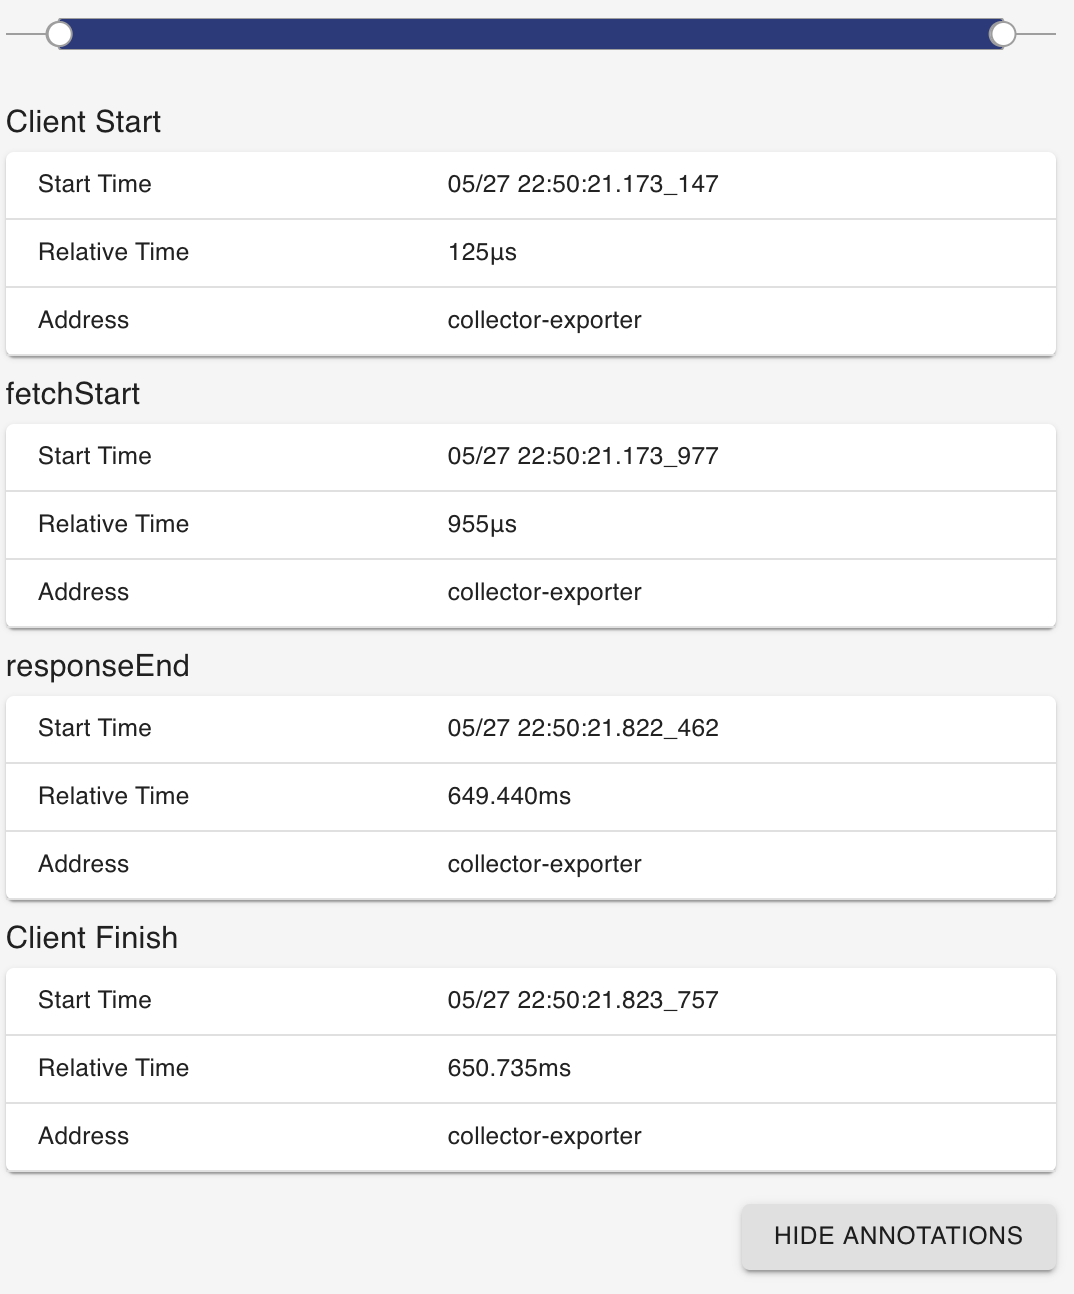 Client Start
Start Time 05/27 22:50:21.173_147
Relative Time 125μs
Address collector-exporter
fetchStart
Start Time 05/27 22:50:21.173_977
Relative Time 955μs
Address collector-exporter
responseEnd
Start Time 05/27 22:50:21.822_462
Relative Time 649.440ms
Address collector-exporter
Client Finish
Start Time 05/27 22:50:21.823_757
Relative Time 650.735ms
Address collector-exporter
HIDE ANNOTATIONS